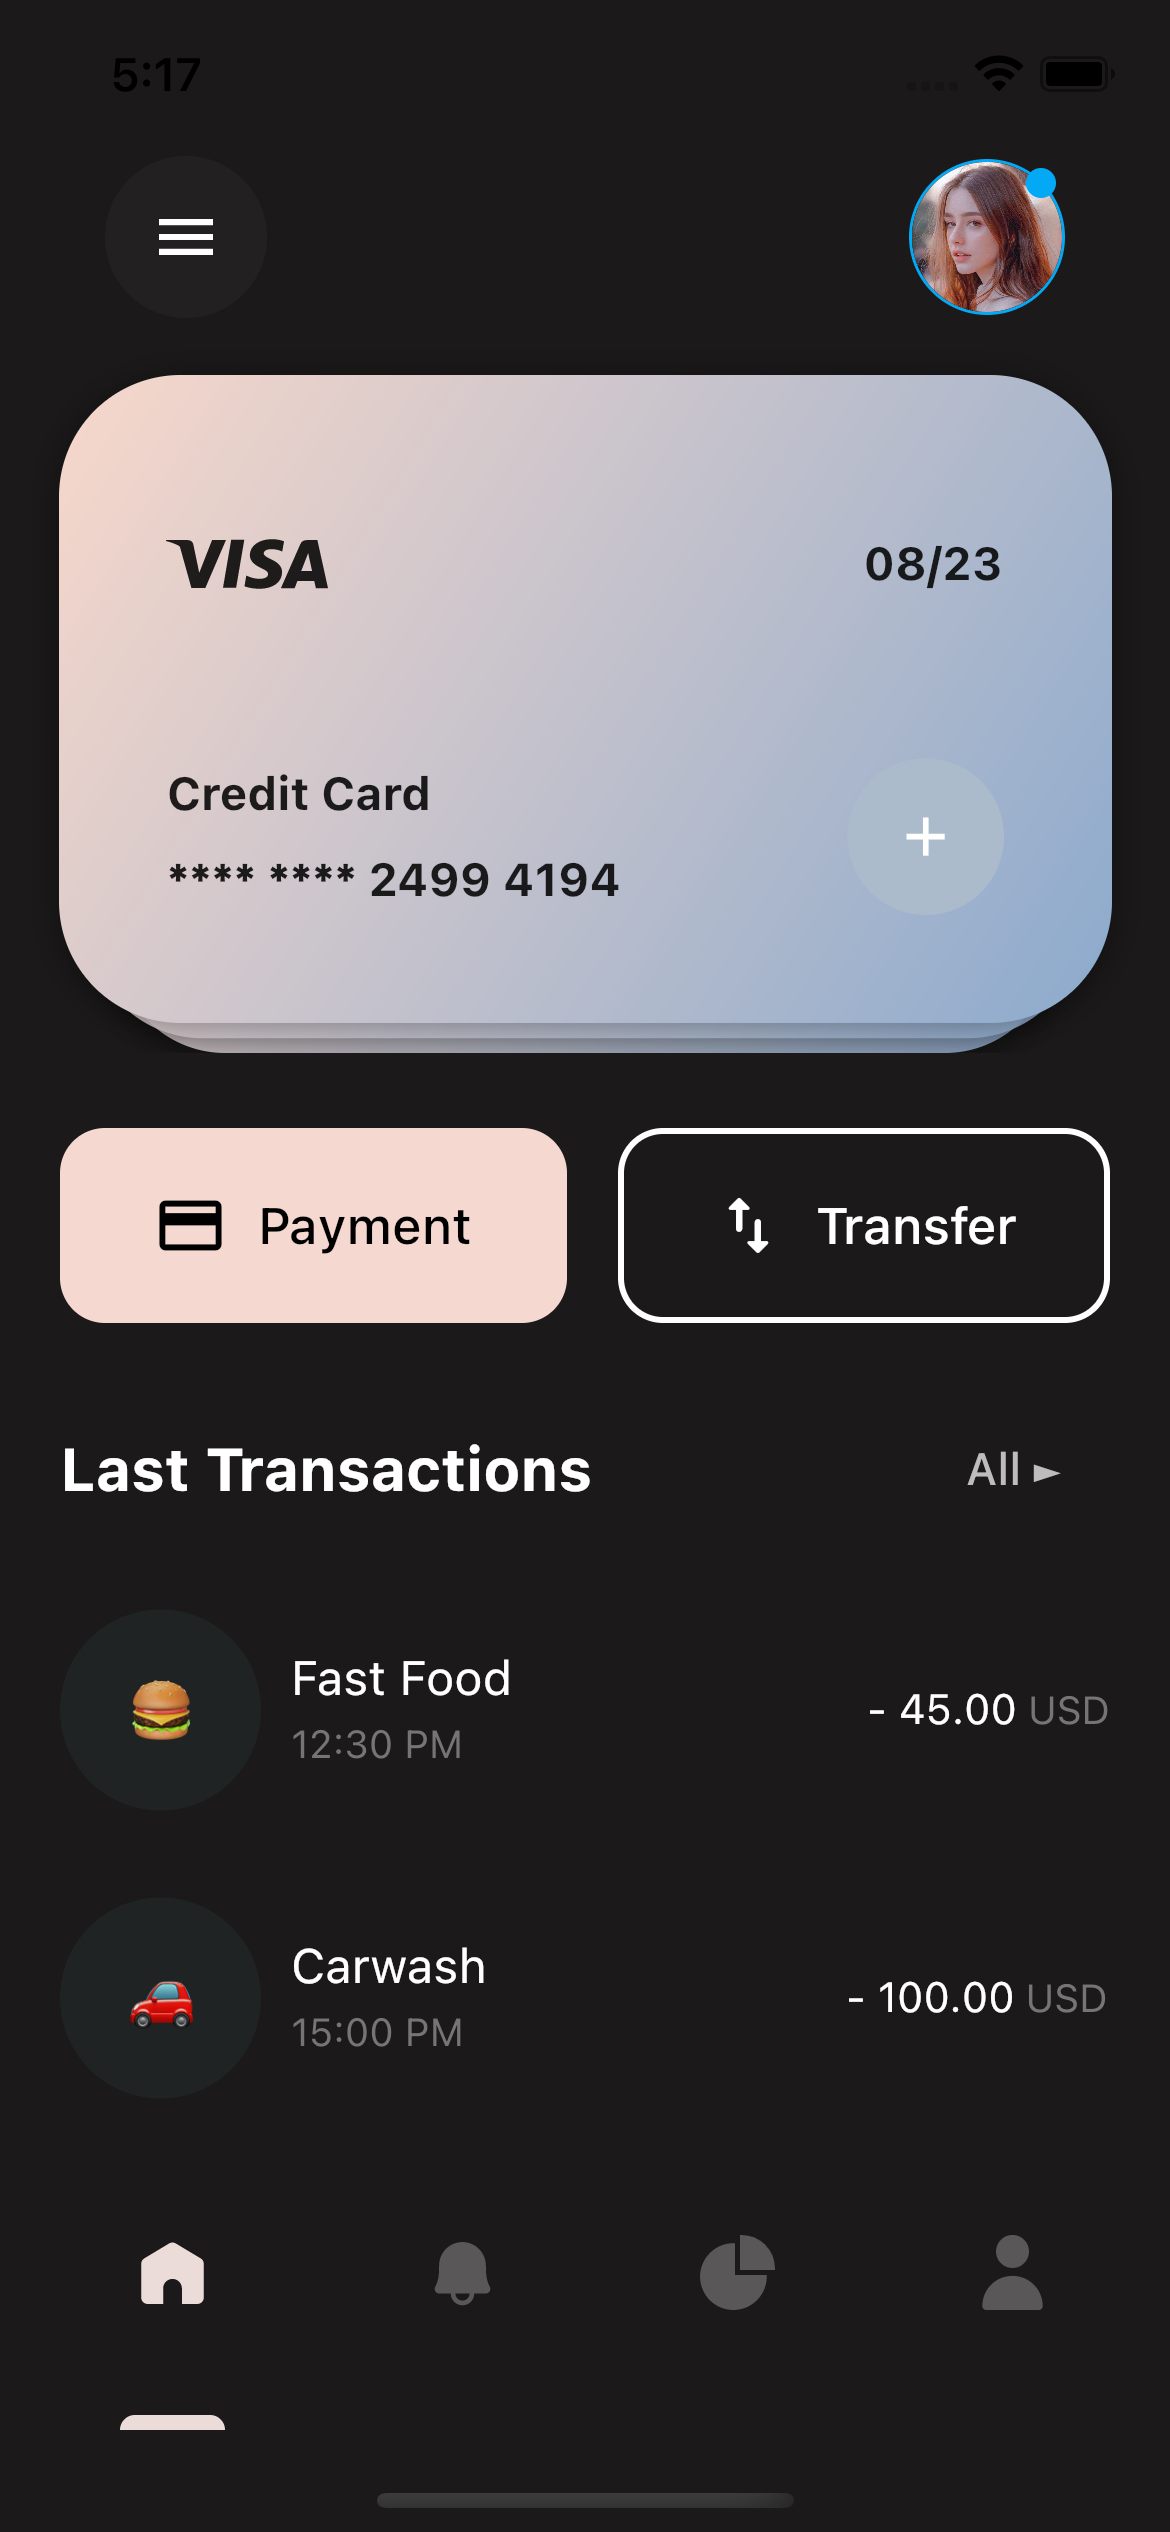 5:17
VISA
08/23
Credit Card
**** **** 2499 4194
Payment
Transfer
Last Transactions
All ►
Fast Food
12:30 PM
- 45.00 USD
Carwash
15:00 PM
- 100.00 USD